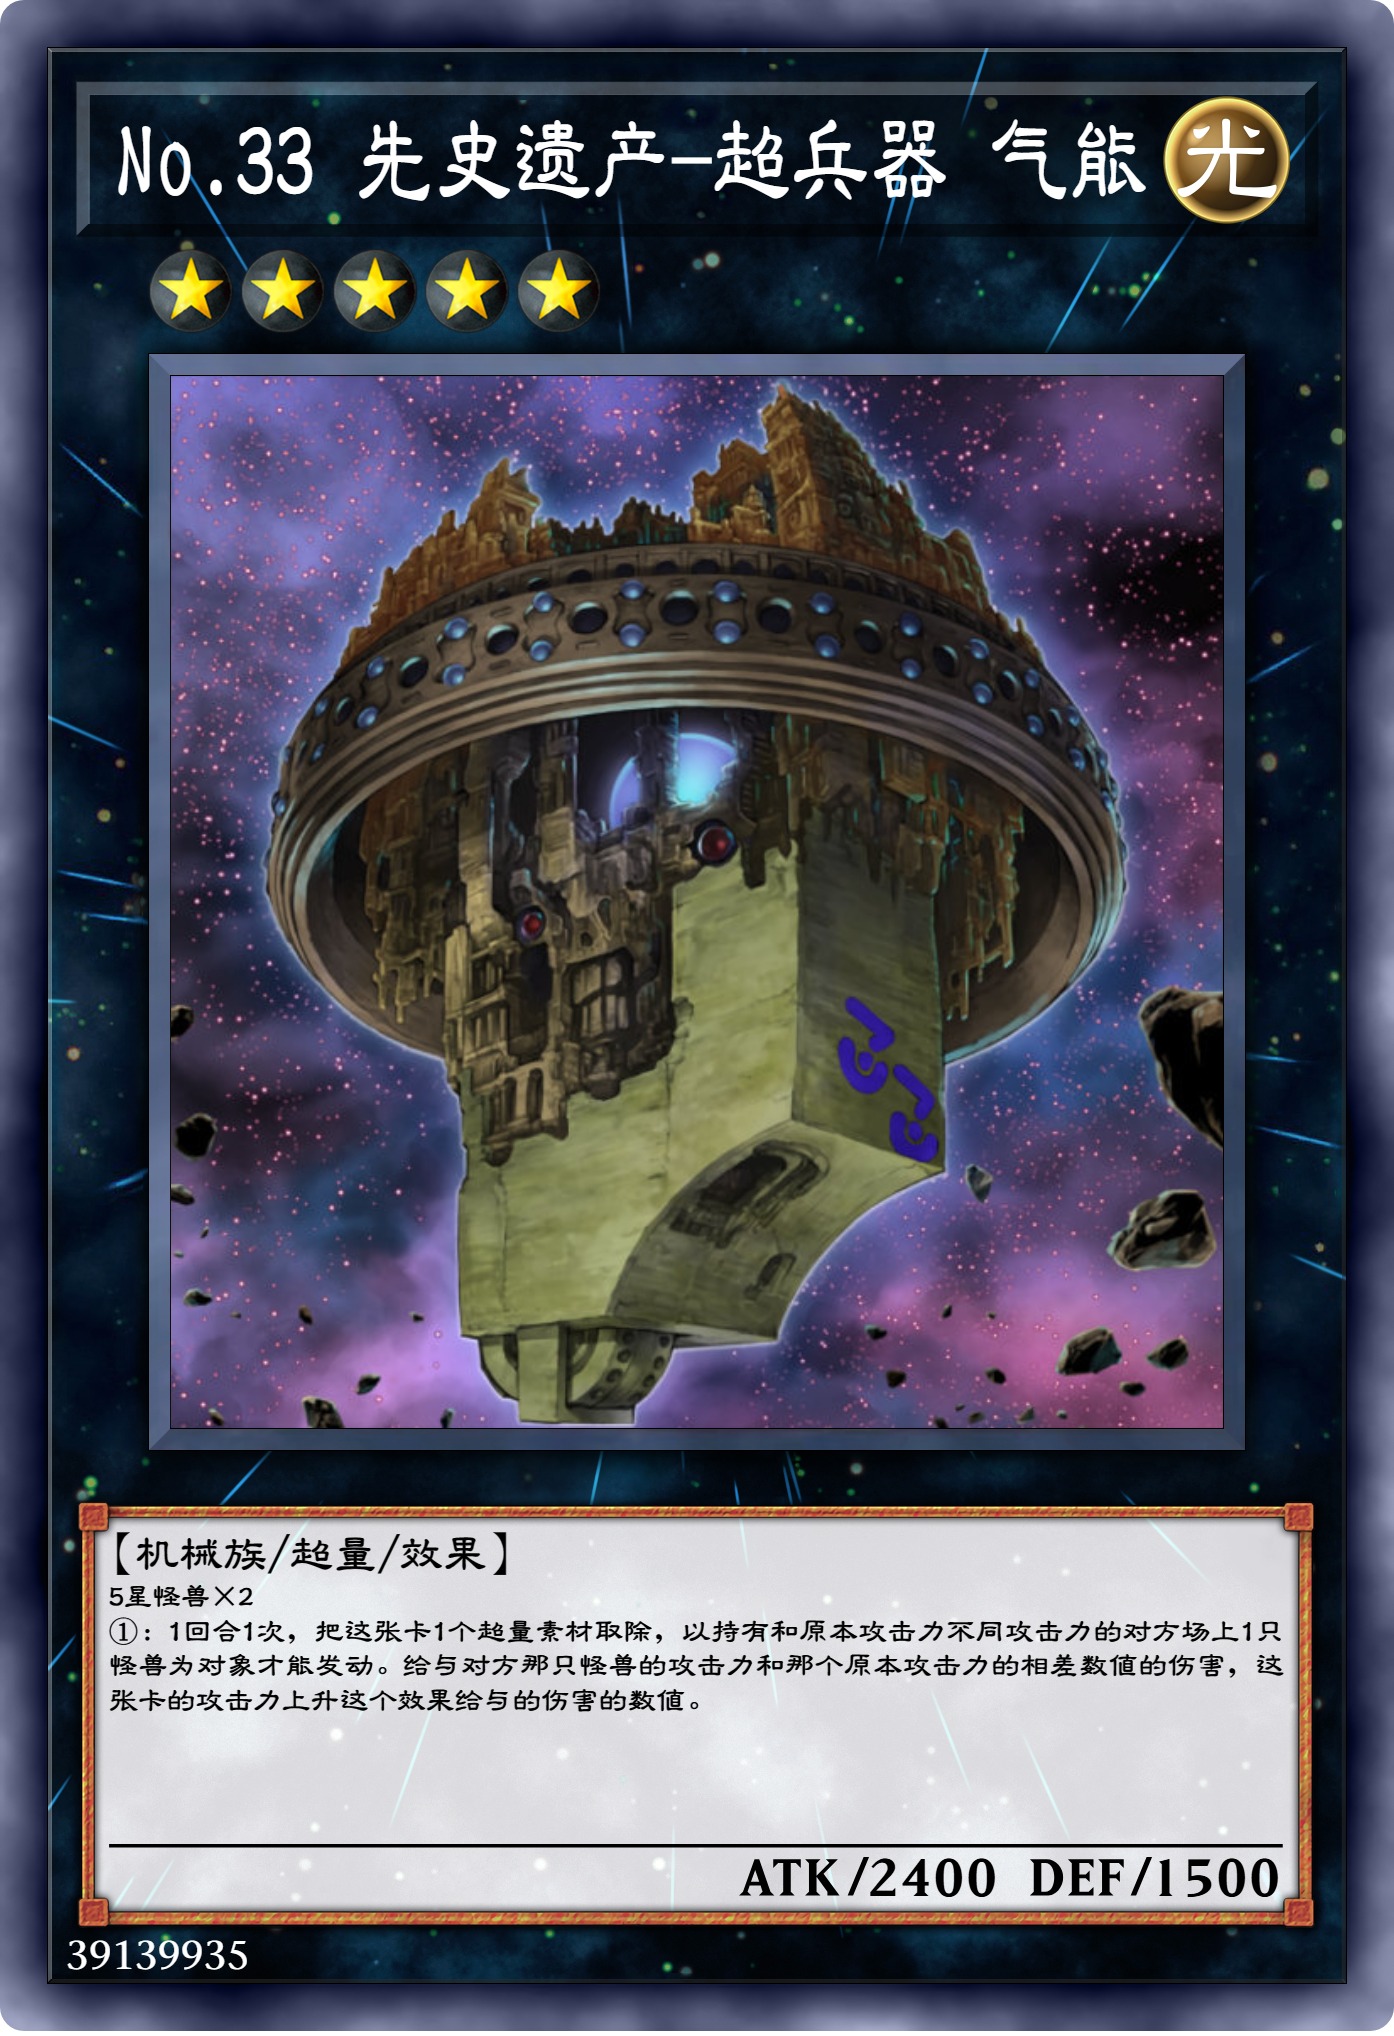 No.33 先史遗产-超兵器 气能 光
【机械族/超量/效果】
5星怪兽×2
①：1回合1次，把这张卡1个超量素材取除，以持有和原本攻击力不同攻击力的对方场上1只
怪兽为对象才能发动。给与对方那只怪兽的攻击力和那个原本攻击力的相差数值的伤害，这
张卡的攻击力上升这个效果给与的伤害的数值。
ATK/2400 DEF/1500
39139935